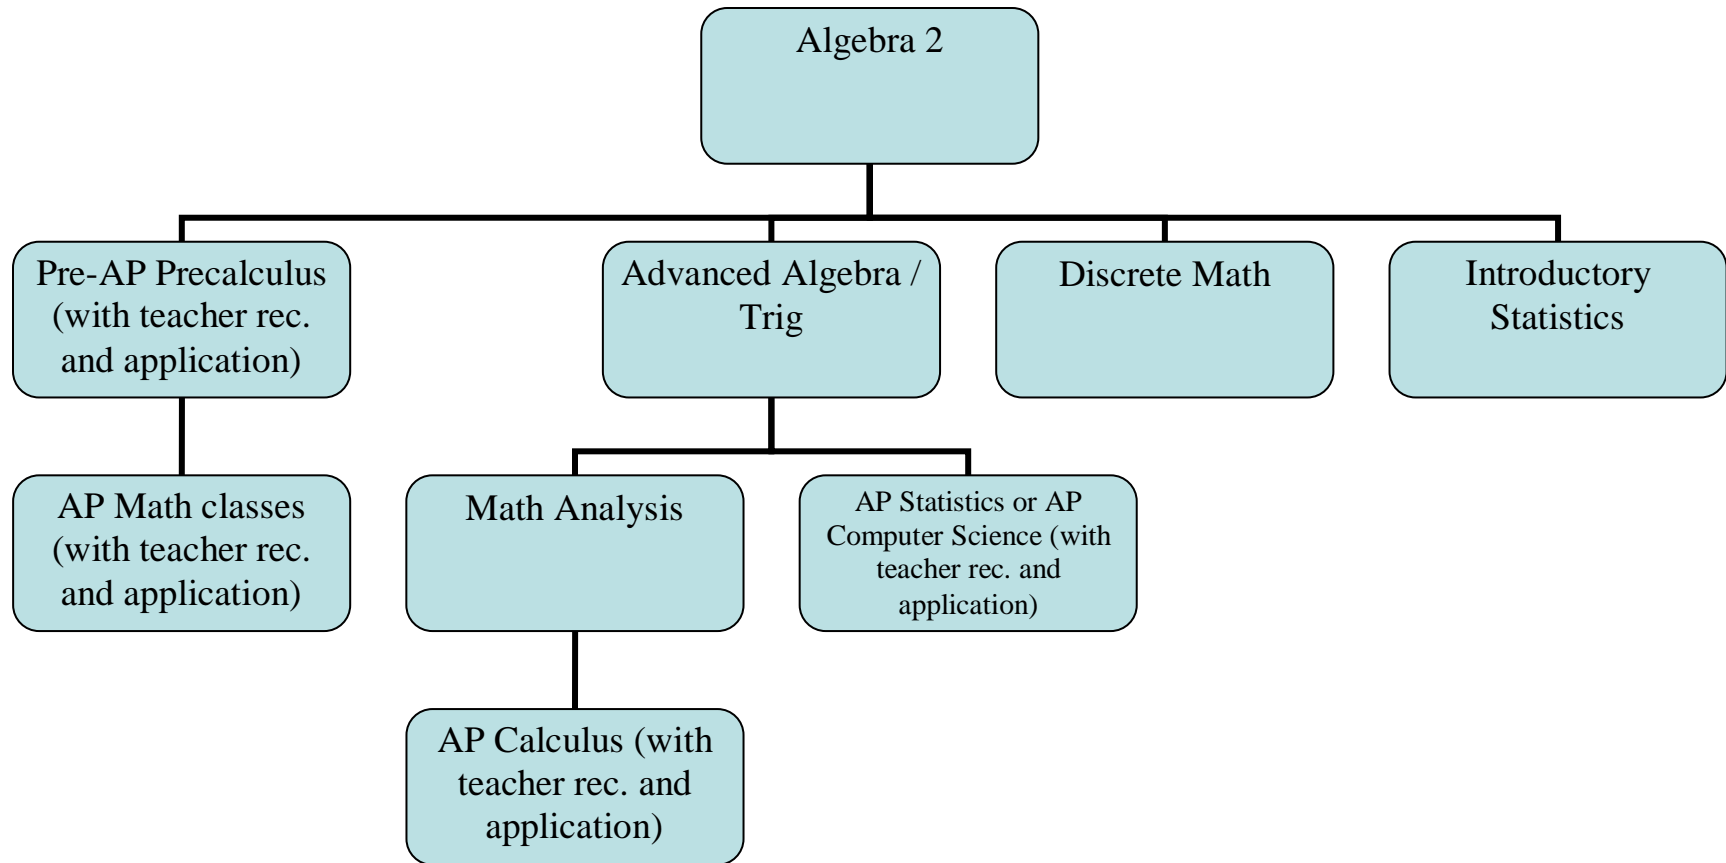 Algebra 2
Pre-AP Precalculus
(with teacher rec.
and application)
Advanced Algebra /
Trig
Discrete Math
Introductory
Statistics
AP Math classes
(with teacher rec.
and application)
Math Analysis
AP Statistics or AP
Computer Science (with
teacher rec. and
application)
AP Calculus (with
teacher rec. and
application)